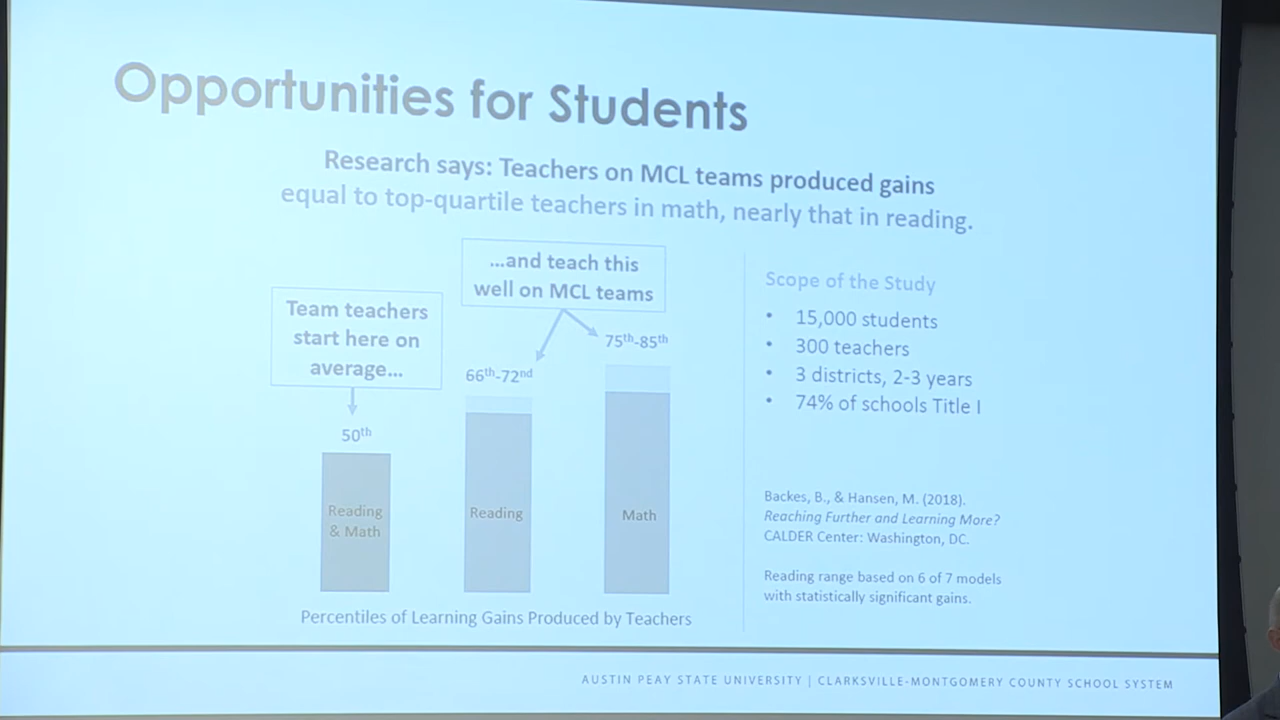 Opportunities for Students
Research says: Teachers on MCL teams produced gains
equal to top-quartile teachers in math, nearly that in reading.
Team teachers
start here on
average...
50th
Reading
& Math
...and teach this
well on MCL teams
66th-72nd
Reading
75th-85th
Math
Percentiles of Learning Gains Produced by Teachers
Scope of the Study
• 15,000 students
• 300 teachers
• 3 districts, 2-3 years
• 74% of schools Title I
Backes, B., & Hansen, M. (2018).
Reaching Further and Learning More?
CALDER Center: Washington, DC.
Reading range based on 6 of 7 models
with statistically significant gains.
AUSTIN PEAY STATE UNIVERSITY | CLARKSVILLE-MONTGOMERY COUNTY SCHOOL SYSTEM